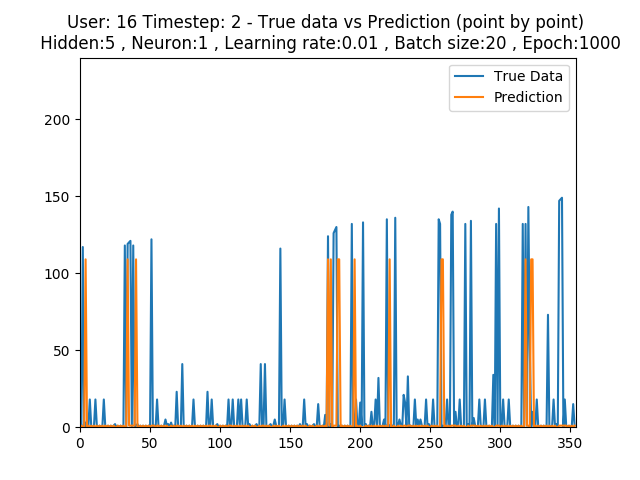 User: 16 Timestep: 2 - True data vs Prediction (point by point)
Hidden:5 , Neuron:1 , Learning rate:0.01 , Batch size:20 , Epoch:1000
True Data
Prediction
200
150
100
50
0
0 50 100 150 200 250 300 350